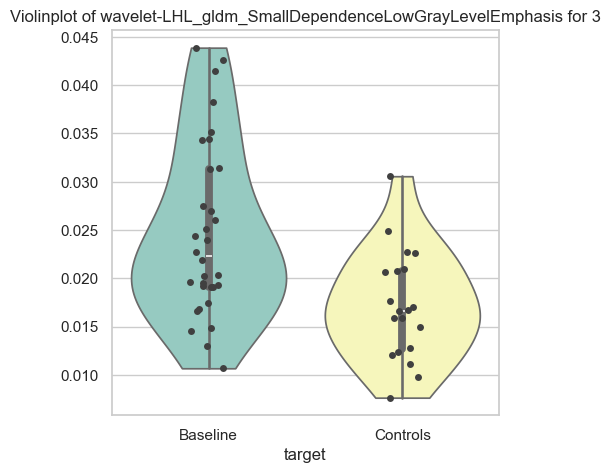 Violinplot of wavelet-LHL_gldm_SmallDependenceLowGrayLevelEmphasis for 3
0.045
0.040
0.035
0.030
0.025
0.020
0.015
0.010
Baseline
Controls
target